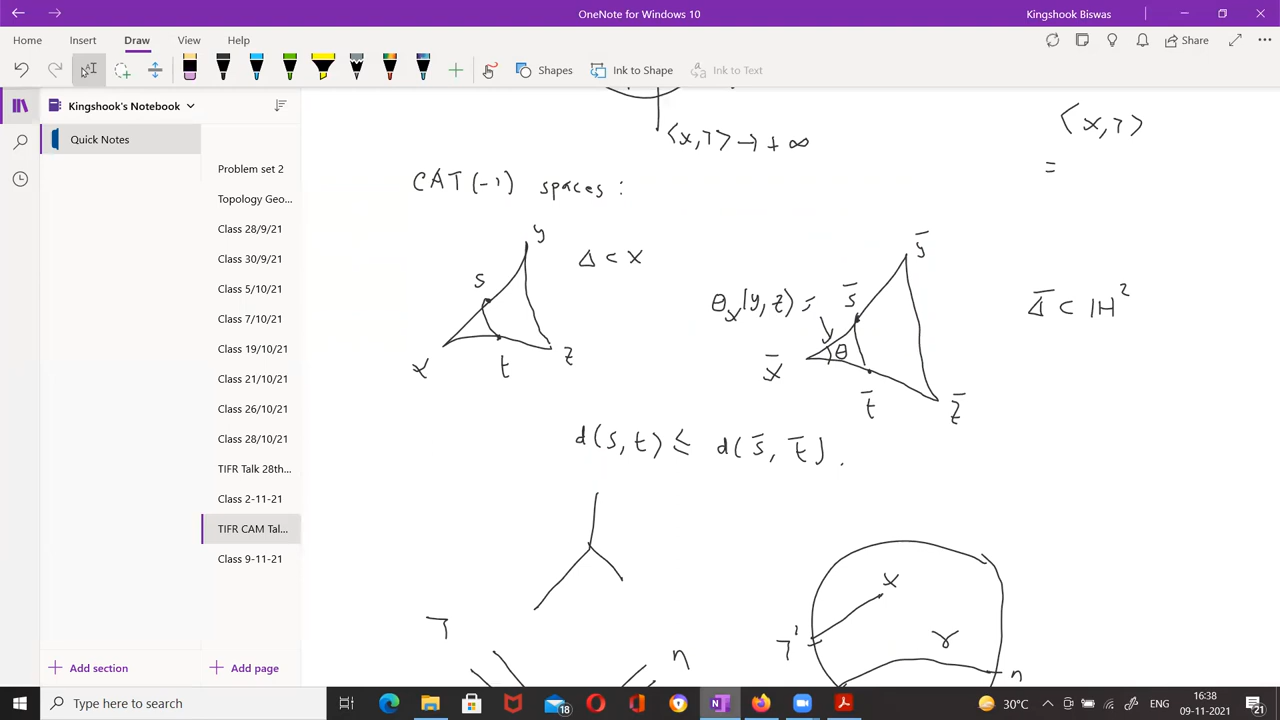 OneNote for Windows 10
Kingshook Biswas
Home
Insert
Draw
View
Help
Share
Shapes
Ink to Shape
Ink to Text
Kingshook's Notebook
Quick Notes
Problem set 2
Topology Geo...
Class 28/9/21
Class 30/9/21
Class 5/10/21
Class 7/10/21
Class 19/10/21
Class 21/10/21
Class 26/10/21
Class 28/10/21
TIFR Talk 28th...
Class 2-11-21
TIFR CAM Tal...
Class 9-11-21
Add section
Add page
→ + ∞
=
CAT(-1) spaces:
y
s
Δ ⊂ X
x
t
z
ȳ
θₓ(y, z) =
s̄
θ
x̄
t̄
z̄
Δ̄ ⊂ IH²
d(s, t) ≤ d(s̄, t̄).
x
γ
η
η
Type here to search
18
30°C
16:38
09-11-2021
21